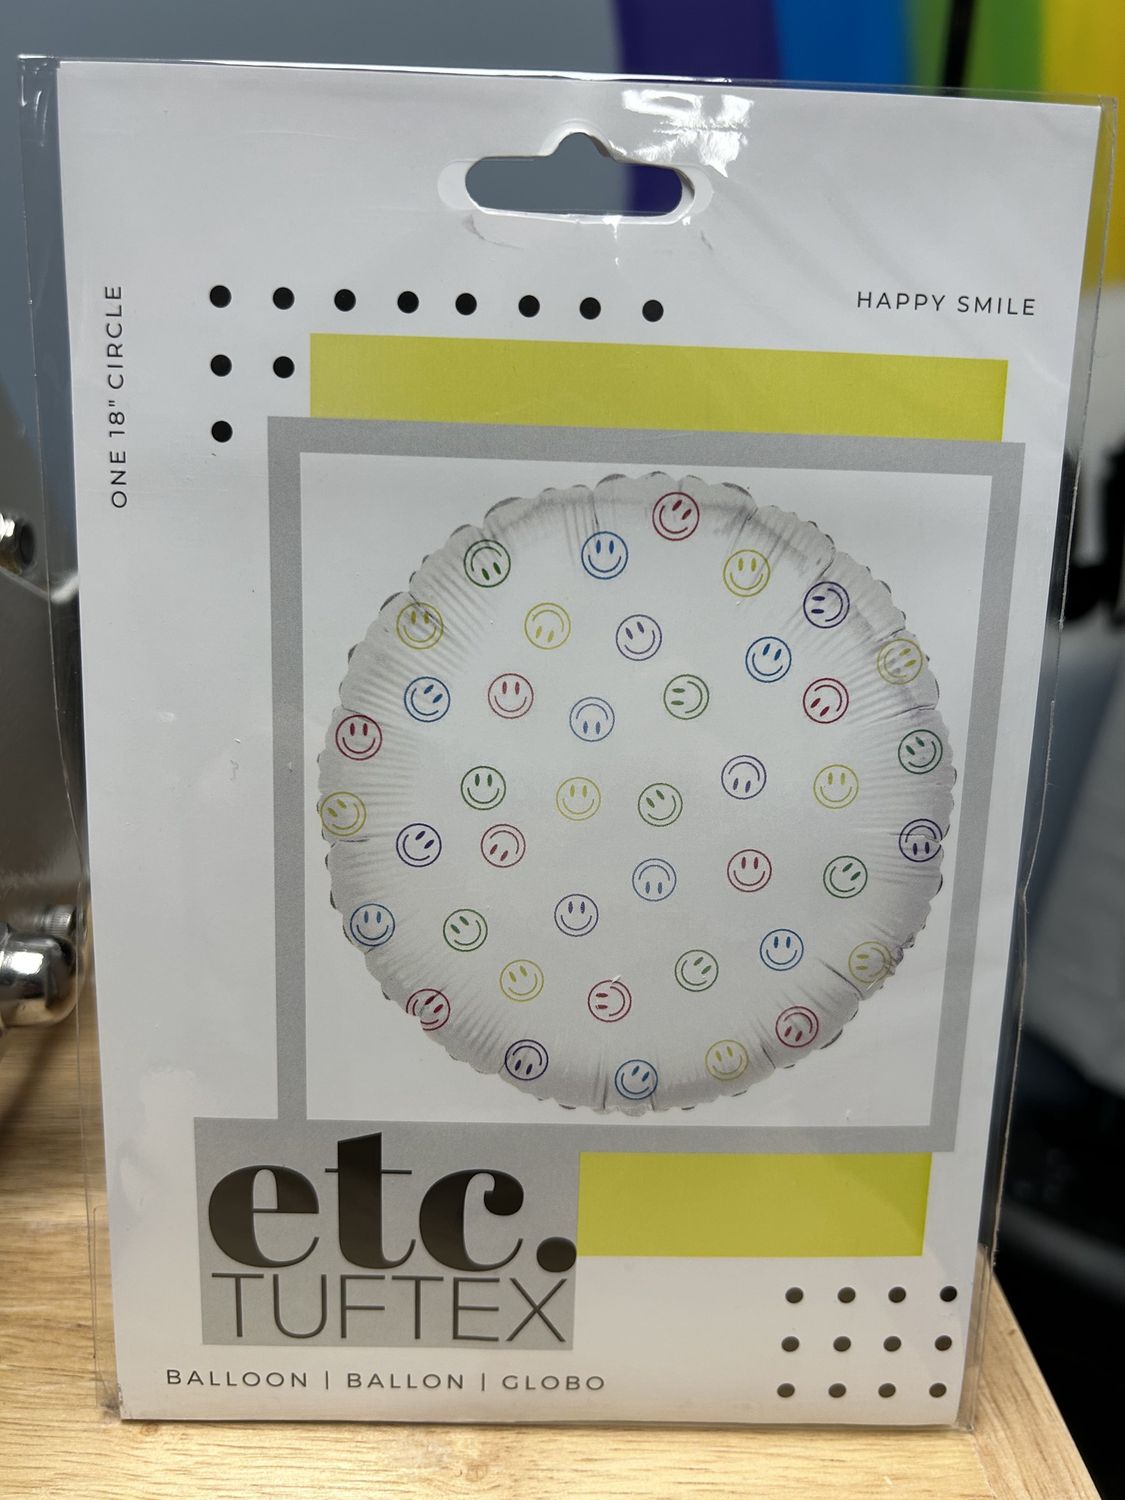 HAPPY SMILE
ONE 18" CIRCLE
etc.
TUFTEX
BALLOON | BALLON | GLOBO